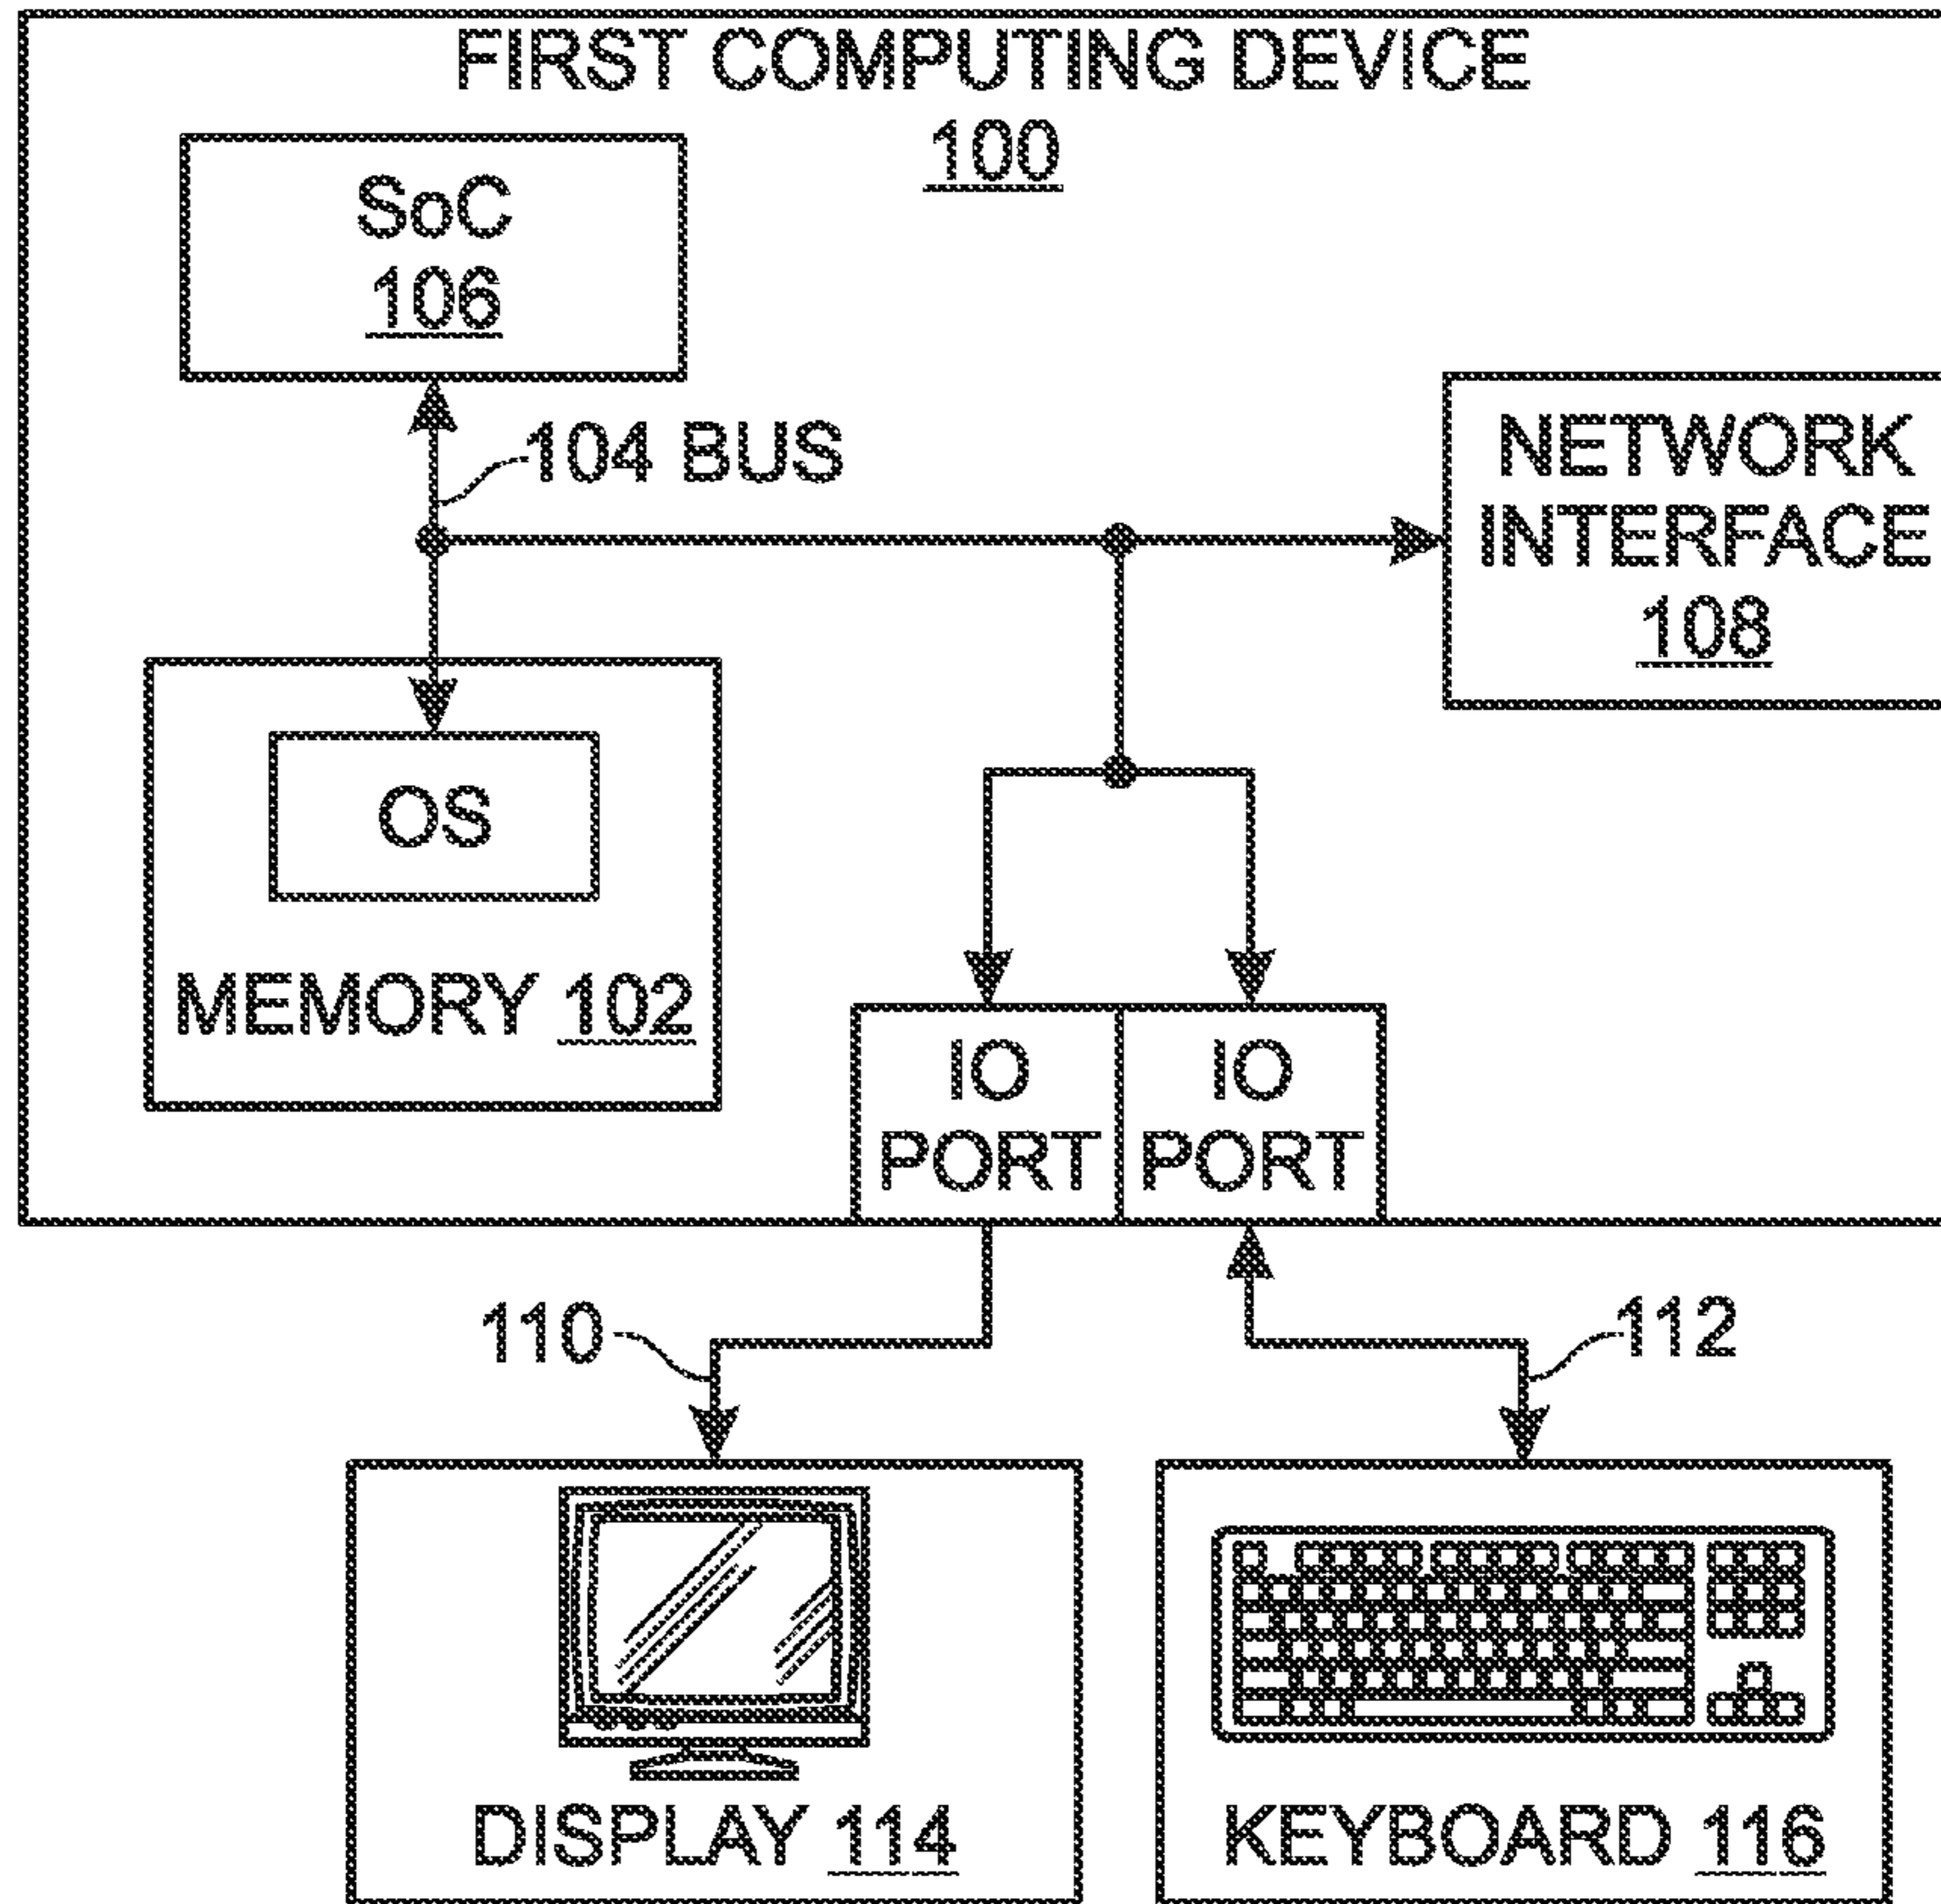 FIRST COMPUTING DEVICE
100
SoC
106
104 BUS
NETWORK
INTERFACE
108
OS
MEMORY 102
IO
PORT
IO
PORT
110
112
DISPLAY 114
KEYBOARD 116